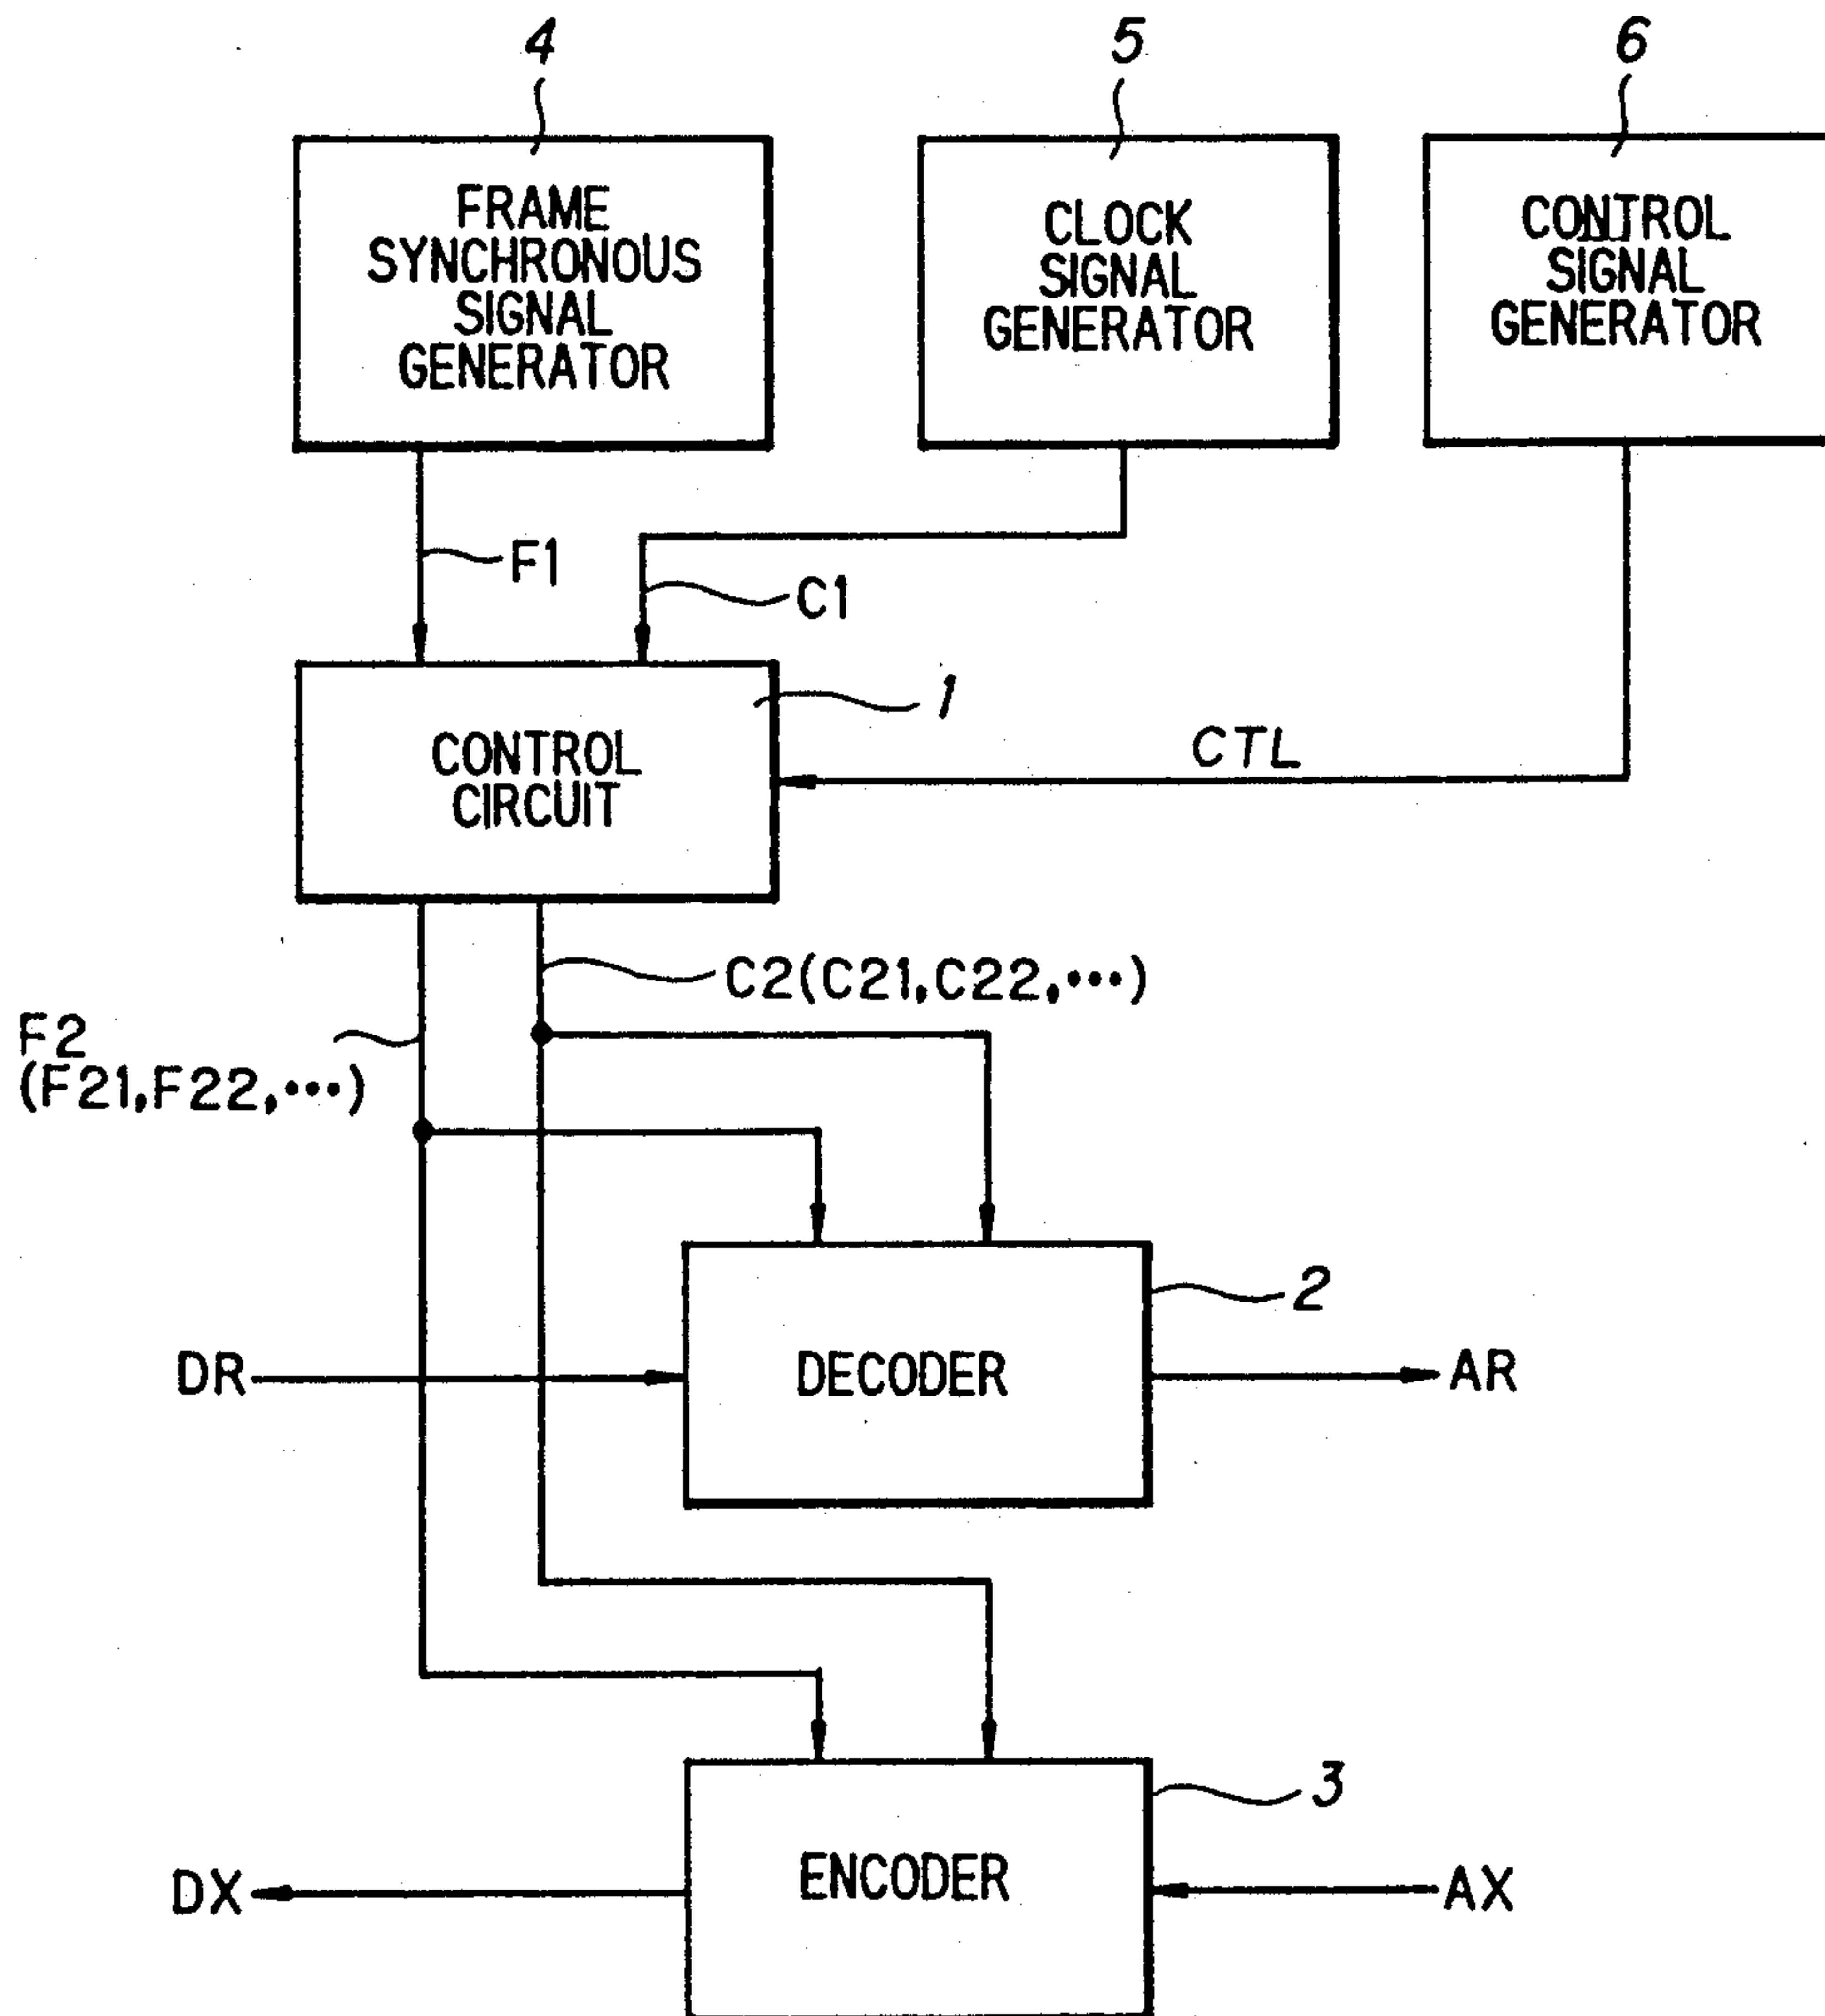 4
5
6
FRAME
SYNCHRONOUS
SIGNAL
GENERATOR
CLOCK
SIGNAL
GENERATOR
CONTROL
SIGNAL
GENERATOR
F1
C1
1
CONTROL
CIRCUIT
CTL
C2(C21,C22,•••)
F2
(F21,F22,•••)
2
DR
DECODER
AR
3
DX
ENCODER
AX